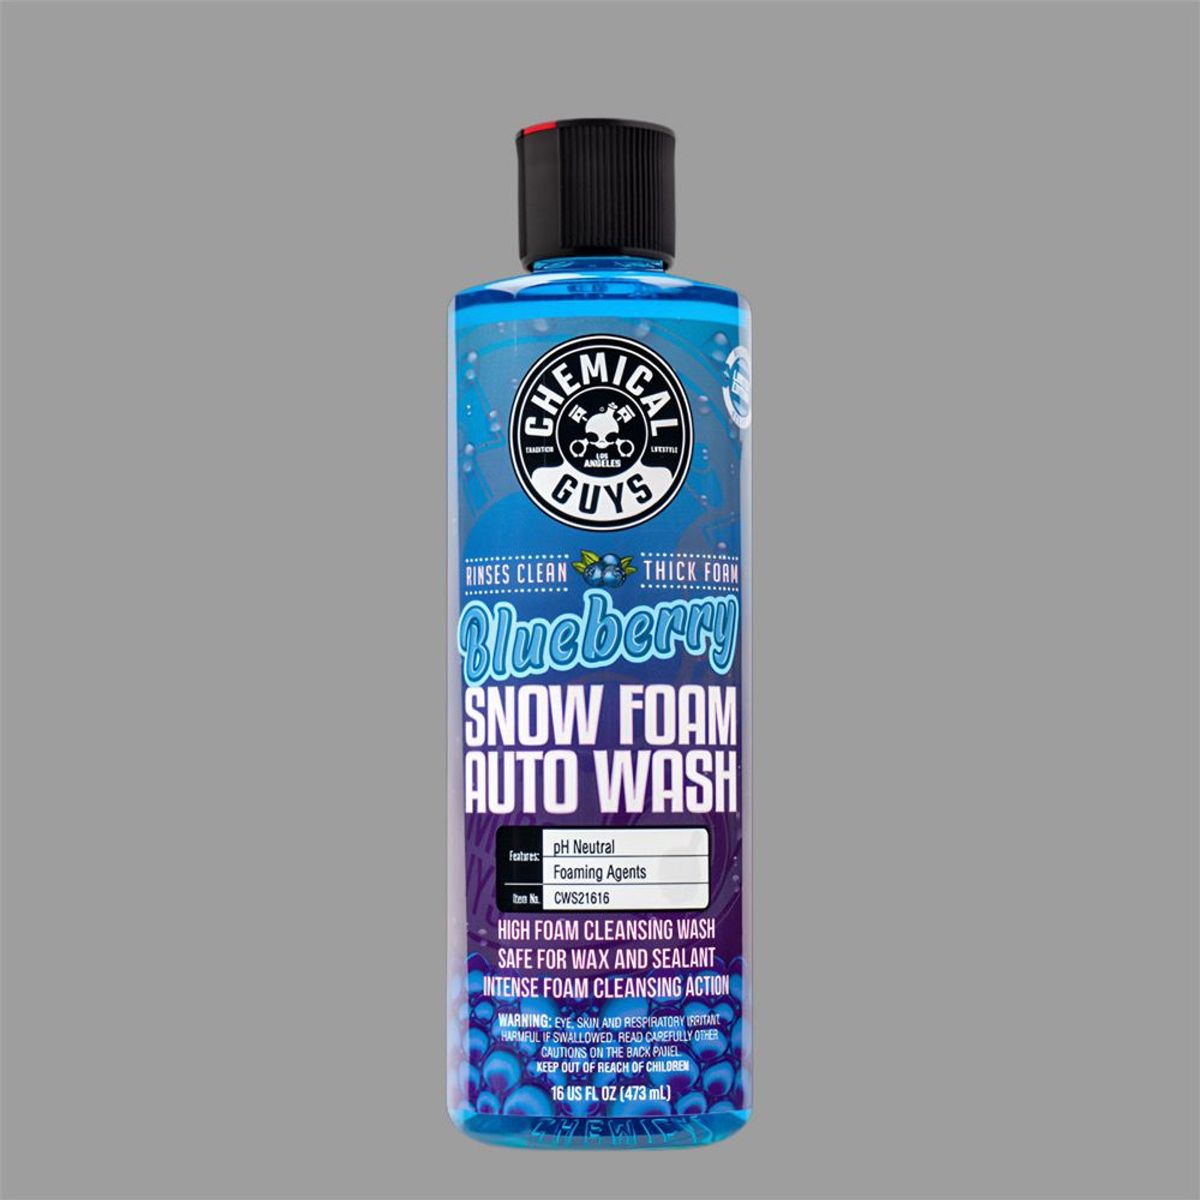 CHEMICAL
TRADITION
LIFESTYLE
LOS
ANGELES
GUYS
RINSES CLEAN THICK FOAM
Blueberry
SNOW FOAM
AUTO WASH
Features: pH Neutral
Foaming Agents
Item No. CWS21616
HIGH FOAM CLEANSING WASH
SAFE FOR WAX AND SEALANT
INTENSE FOAM CLEANSING ACTION
WARNING: EYE, SKIN AND RESPIRATORY IRRITANT.
HARMFUL IF SWALLOWED. READ CAREFULLY OTHER
CAUTIONS ON THE BACK PANEL.
KEEP OUT OF REACH OF CHILDREN
16 US FL OZ (473 mL)